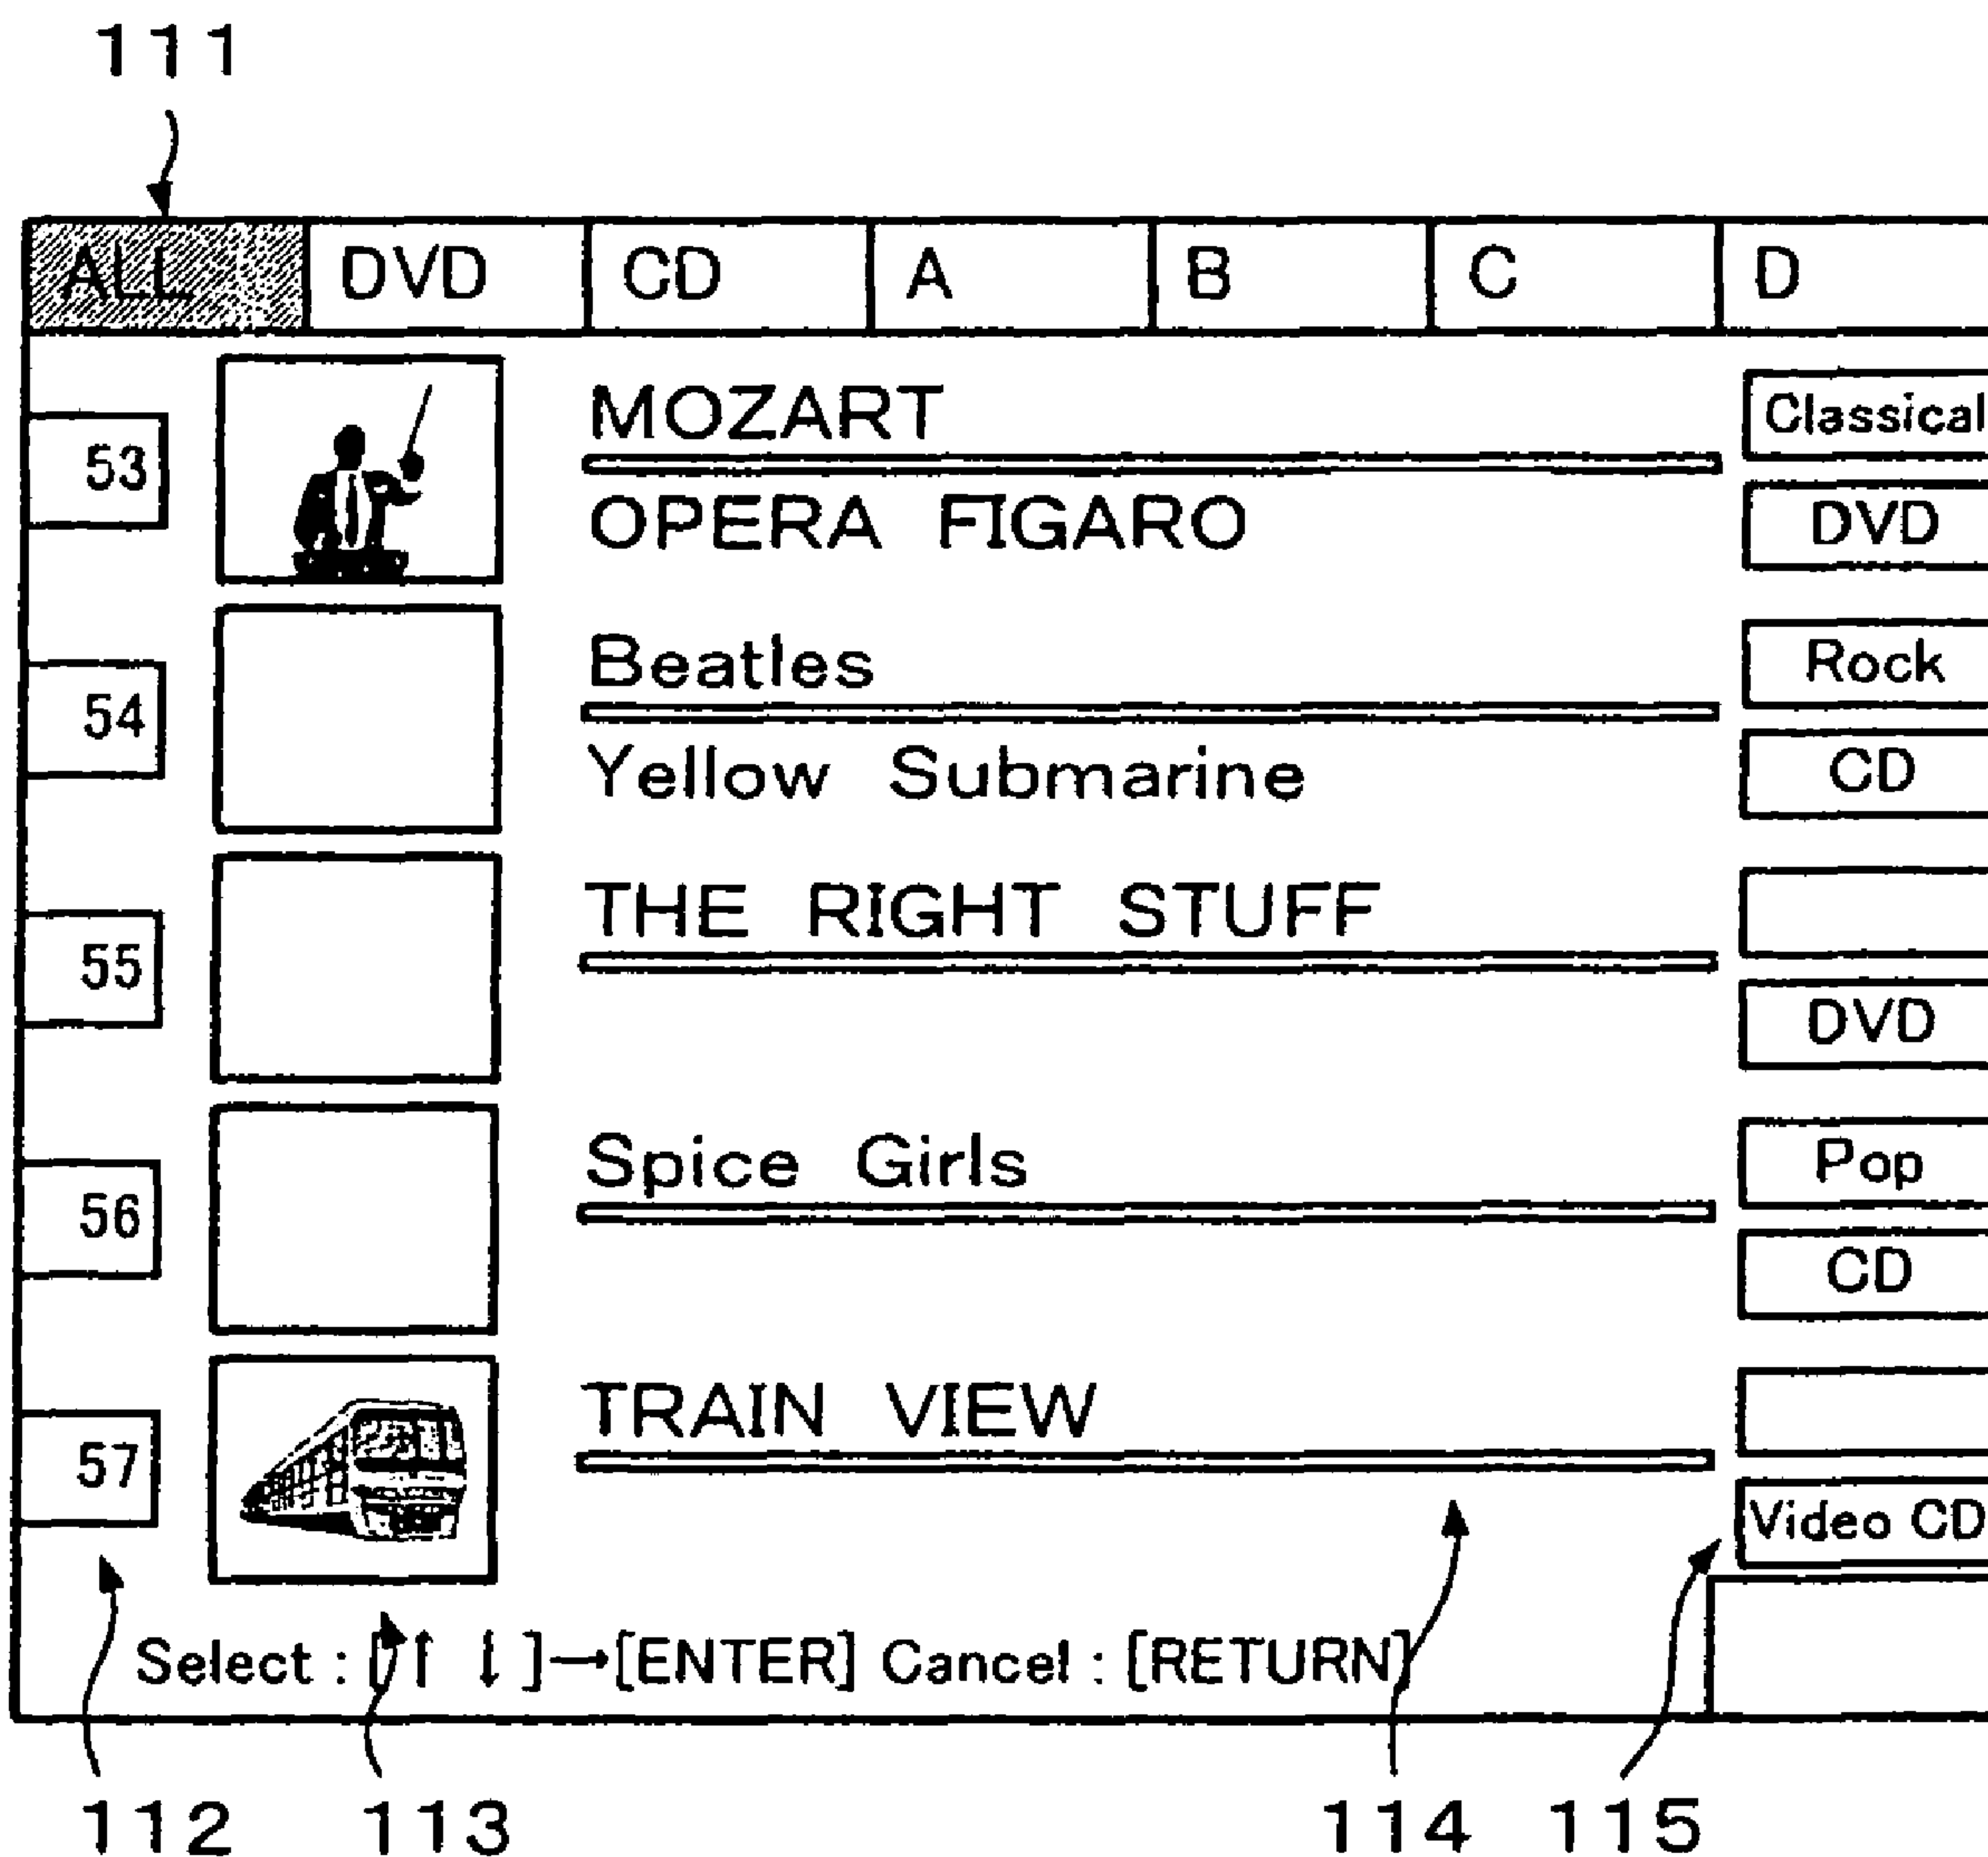 111
ALL DVD CD A B C D
53 MOZART Classical
OPERA FIGARO DVD
54 Beatles Rock
Yellow Submarine CD
55 THE RIGHT STUFF
DVD
56 Spice Girls Pop
CD
57 TRAIN VIEW
Video CD
Select : [ ↑ ↓ ]→[ENTER] Cancel : [RETURN]
112 113 114 115